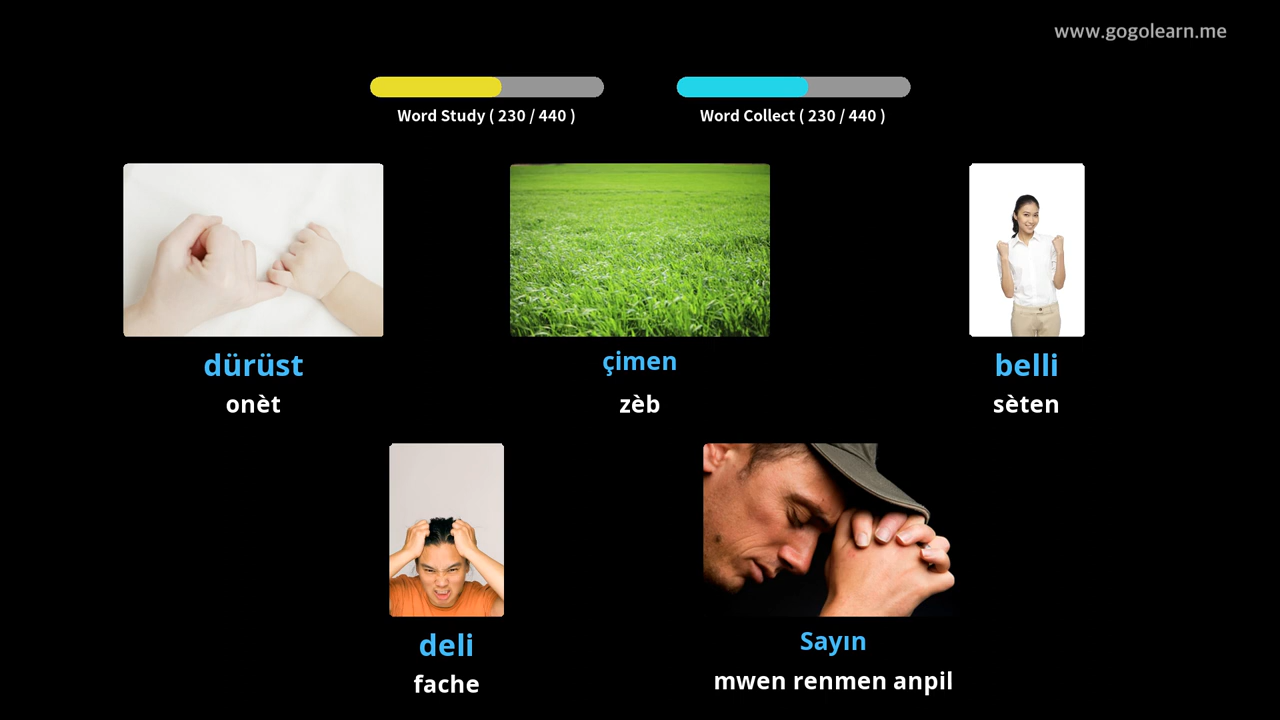 www.gogolearn.me
Word Study ( 230 / 440 )
Word Collect ( 230 / 440 )
dürüst
onèt
çimen
zèb
belli
sèten
deli
fache
Sayın
mwen renmen anpil